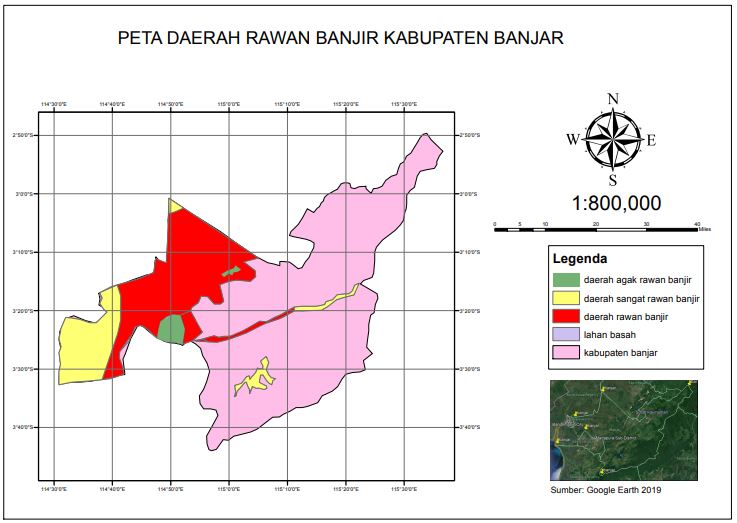 PETA DAERAH RAWAN BANJIR KABUPATEN BANJAR
114°30'0"E 114°40'0"E 114°50'0"E 115°0'0"E 115°10'0"E 115°20'0"E 115°30'0"E
2°50'0"S 2°50'0"S
3°0'0"S 3°0'0"S
3°10'0"S 3°10'0"S
3°20'0"S 3°20'0"S
3°30'0"S 3°30'0"S
3°40'0"S 3°40'0"S
114°30'0"E 114°40'0"E 114°50'0"E 115°0'0"E 115°10'0"E 115°20'0"E 115°30'0"E
N
W E
S
1:800,000
0 5 10 20 30 40
Miles
Legenda
daerah agak rawan banjir
daerah sangat rawan banjir
daerah rawan banjir
lahan basah
kabupaten banjar
Sumber: Google Earth 2019